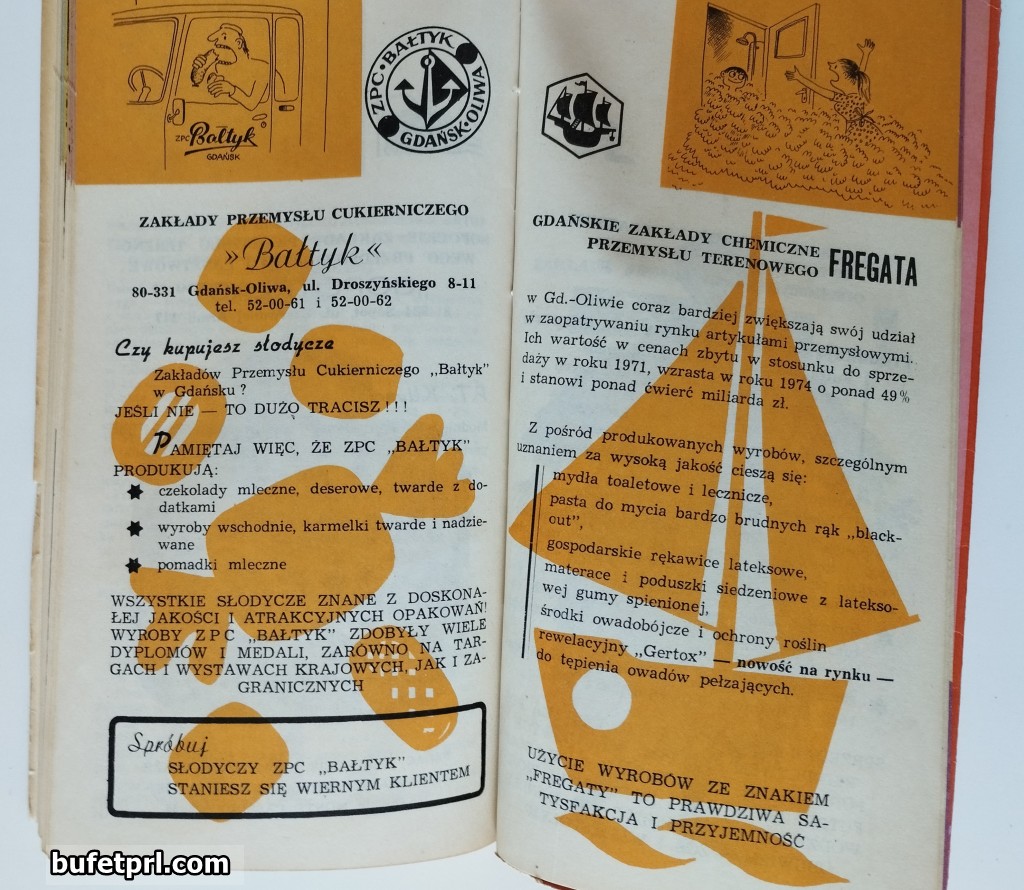 ZPC Bałtyk
GDAŃSK
ZPC • BAŁTYK • GDAŃSK-OLIWA
ZAKŁADY PRZEMYSŁU CUKIERNICZEGO
»Bałtyk«
80-331 Gdańsk-Oliwa, ul. Droszyńskiego 8-11
tel. 52-00-61 i 52-00-62
Czy kupujesz słodycze
Zakładów Przemysłu Cukierniczego „Bałtyk"
w Gdańsku ?
JEŚLI NIE — TO DUŻO TRACISZ ! ! !
PAMIĘTAJ WIĘC, ŻE ZPC „BAŁTYK"
PRODUKUJĄ:
czekolady mleczne, deserowe, twarde z do-
datkami
wyroby wschodnie, karmelki twarde i nadzie-
wane
pomadki mleczne
WSZYSTKIE SŁODYCZE ZNANE Z DOSKONA-
ŁEJ JAKOŚCI I ATRAKCYJNYCH OPAKOWAŃ!
WYROBY Z P C „BAŁTYK" ZDOBYŁY WIELE
DYPLOMÓW I MEDALI, ZARÓWNO NA TAR-
GACH I WYSTAWACH KRAJOWYCH, JAK I ZA-
GRANICZNYCH
Spróbuj
SŁODYCZY ZPC „BAŁTYK"
STANIESZ SIĘ WIERNYM KLIENTEM
GDAŃSKIE ZAKŁADY CHEMICZNE
PRZEMYSŁU TERENOWEGO FREGATA
w Gd.-Oliwie coraz bardziej zwiększają swój udział
w zaopatrywaniu rynku artykułami przemysłowymi.
Ich wartość w cenach zbytu w stosunku do sprze-
daży w roku 1971, wzrasta w roku 1974 o ponad 49%
i stanowi ponad ćwierć miliarda zł.
Z pośród produkowanych wyrobów, szczególnym
uznaniem za wysoką jakość cieszą się:
mydła toaletowe i lecznicze,
pasta do mycia bardzo brudnych rąk „black-
out",
gospodarskie rękawice lateksowe,
materace i poduszki siedzeniowe z latekso-
wej gumy spienionej,
środki owadobójcze i ochrony roślin
rewelacyjny „Gertox" — nowość na rynku —
do tępienia owadów pełzających.
UŻYCIE WYROBÓW ZE ZNAKIEM
„FREGATY" TO PRAWDZIWA SA-
TYSFAKCJA I PRZYJEMNOŚĆ
bufetprl.com